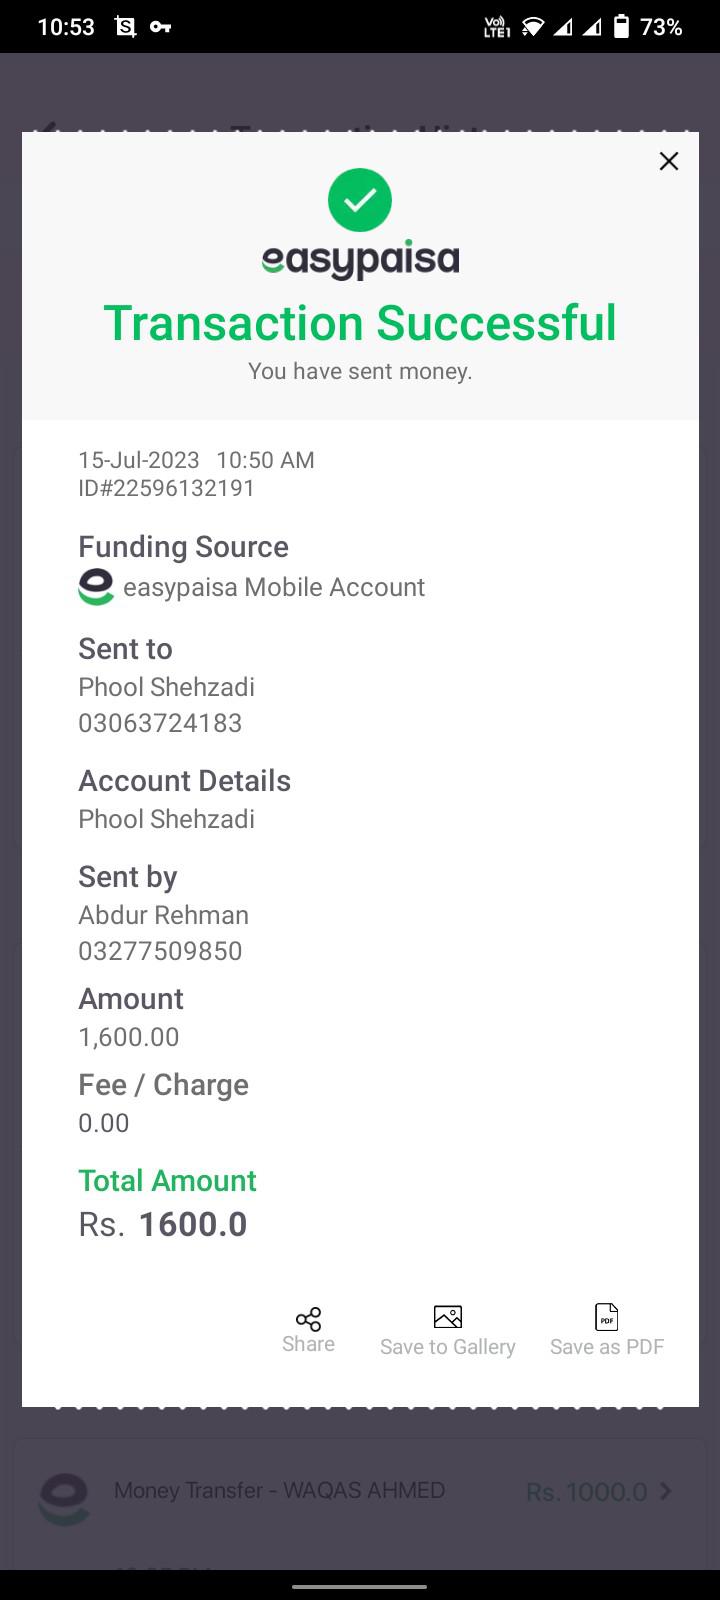 10:53
Vo) LTE1 73%
easypaisa
Transaction Successful
You have sent money.
15-Jul-2023 10:50 AM
ID#22596132191
Funding Source
easypaisa Mobile Account
Sent to
Phool Shehzadi
03063724183
Account Details
Phool Shehzadi
Sent by
Abdur Rehman
03277509850
Amount
1,600.00
Fee / Charge
0.00
Total Amount
Rs. 1600.0
Share Save to Gallery PDF Save as PDF
Money Transfer - WAQAS AHMED Rs. 1000.0